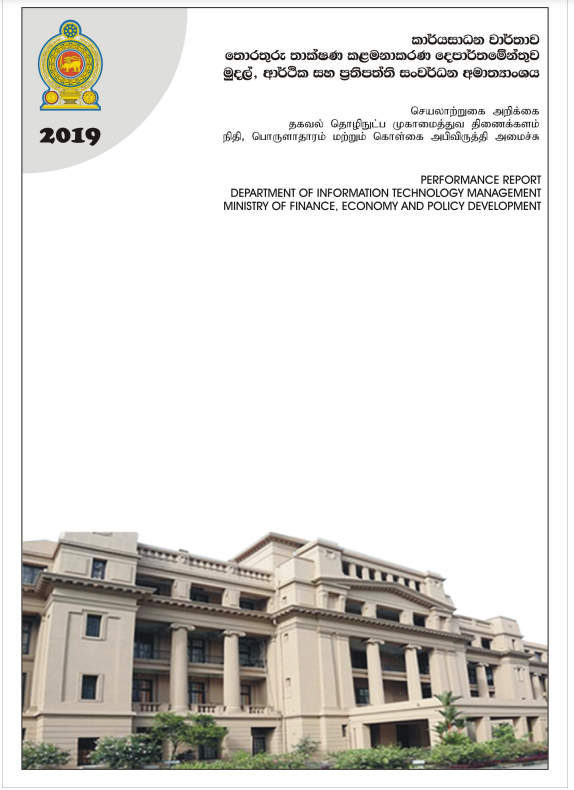 2019
කාර්යසාධන වාර්තාව
තොරතුරු තාක්ෂණ කළමනාකරණ දෙපාර්තමේන්තුව
මුදල්, ආර්ථික සහ ප්‍රතිපත්ති සංවර්ධන අමාත්‍යාංශය
செயலாற்றுகை அறிக்கை
தகவல் தொழிநுட்ப முகாமைத்துவ திணைக்களம்
நிதி, பொருளாதாரம் மற்றும் கொள்கை அபிவிருத்தி அமைச்சு
PERFORMANCE REPORT
DEPARTMENT OF INFORMATION TECHNOLOGY MANAGEMENT
MINISTRY OF FINANCE, ECONOMY AND POLICY DEVELOPMENT